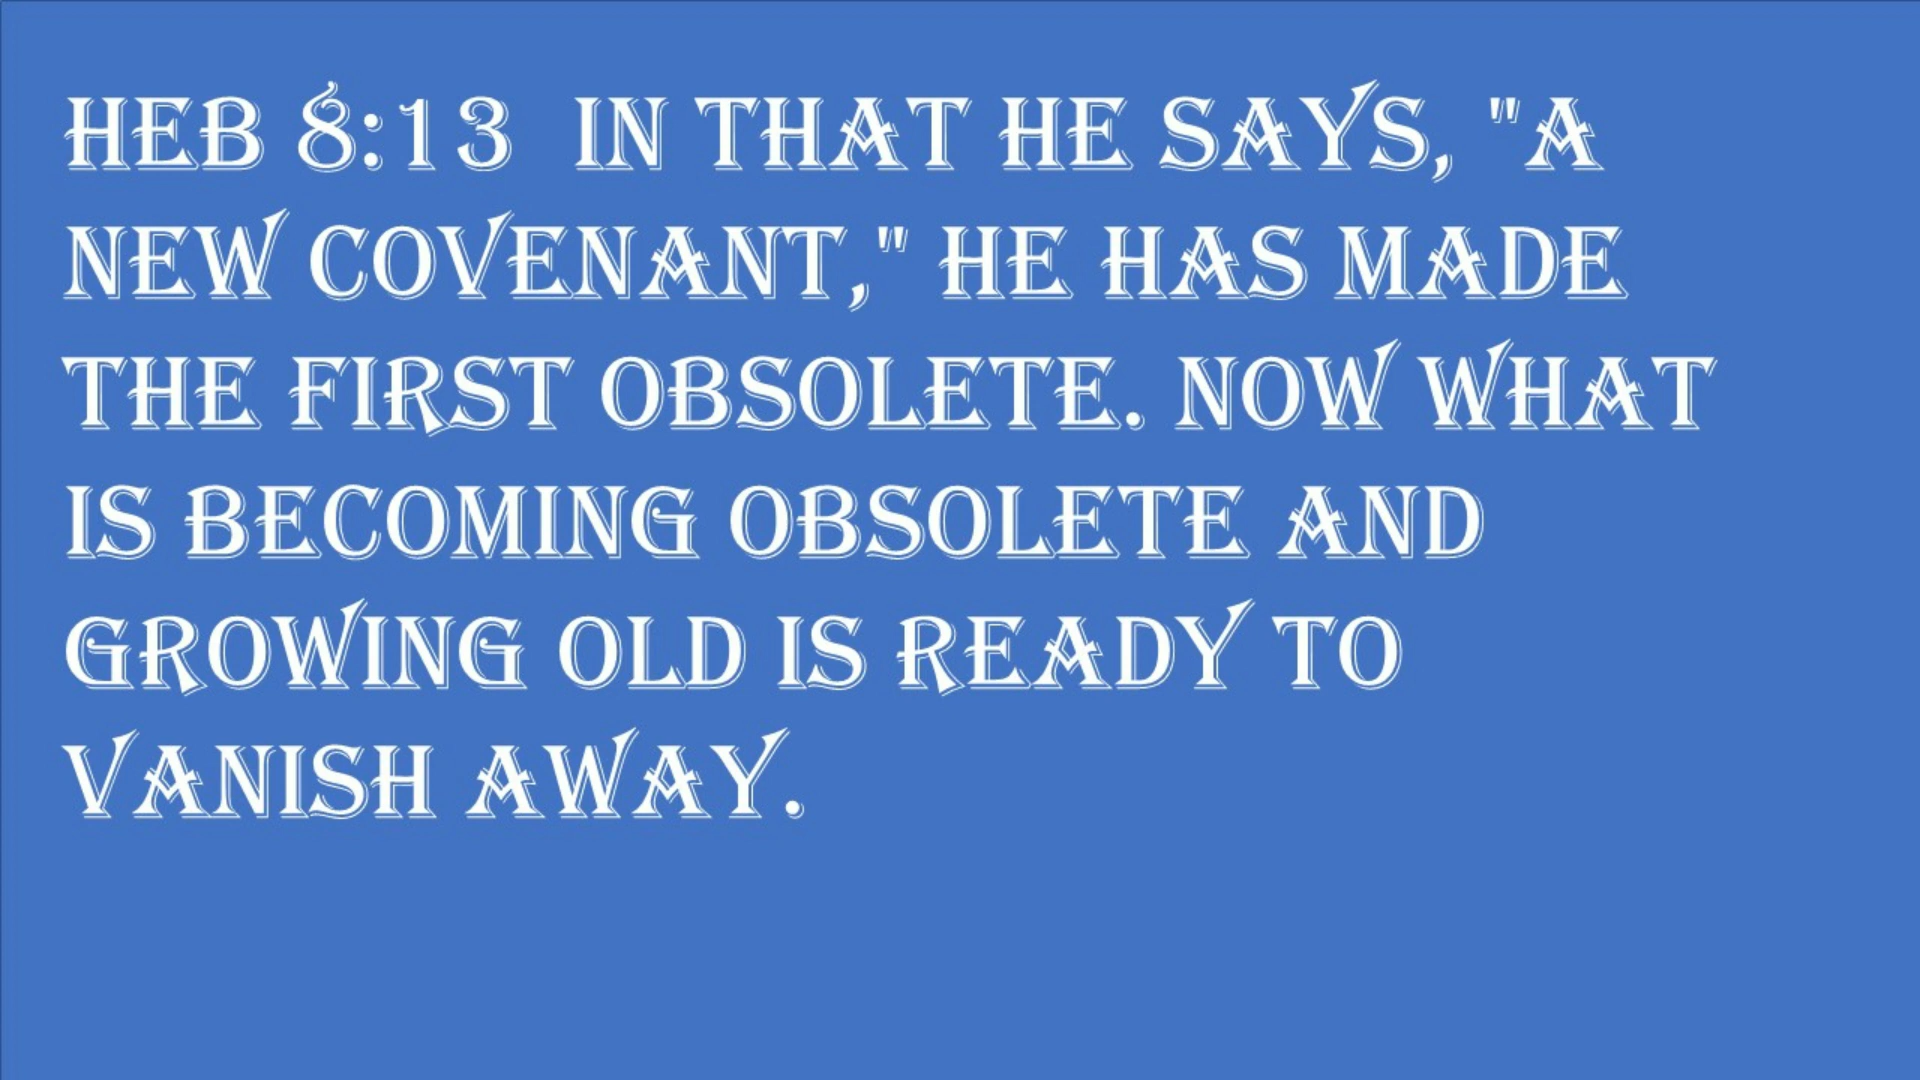 HEB 8:13  IN THAT HE SAYS, "A
NEW COVENANT," HE HAS MADE
THE FIRST OBSOLETE. NOW WHAT
IS BECOMING OBSOLETE AND
GROWING OLD IS READY TO
VANISH AWAY.